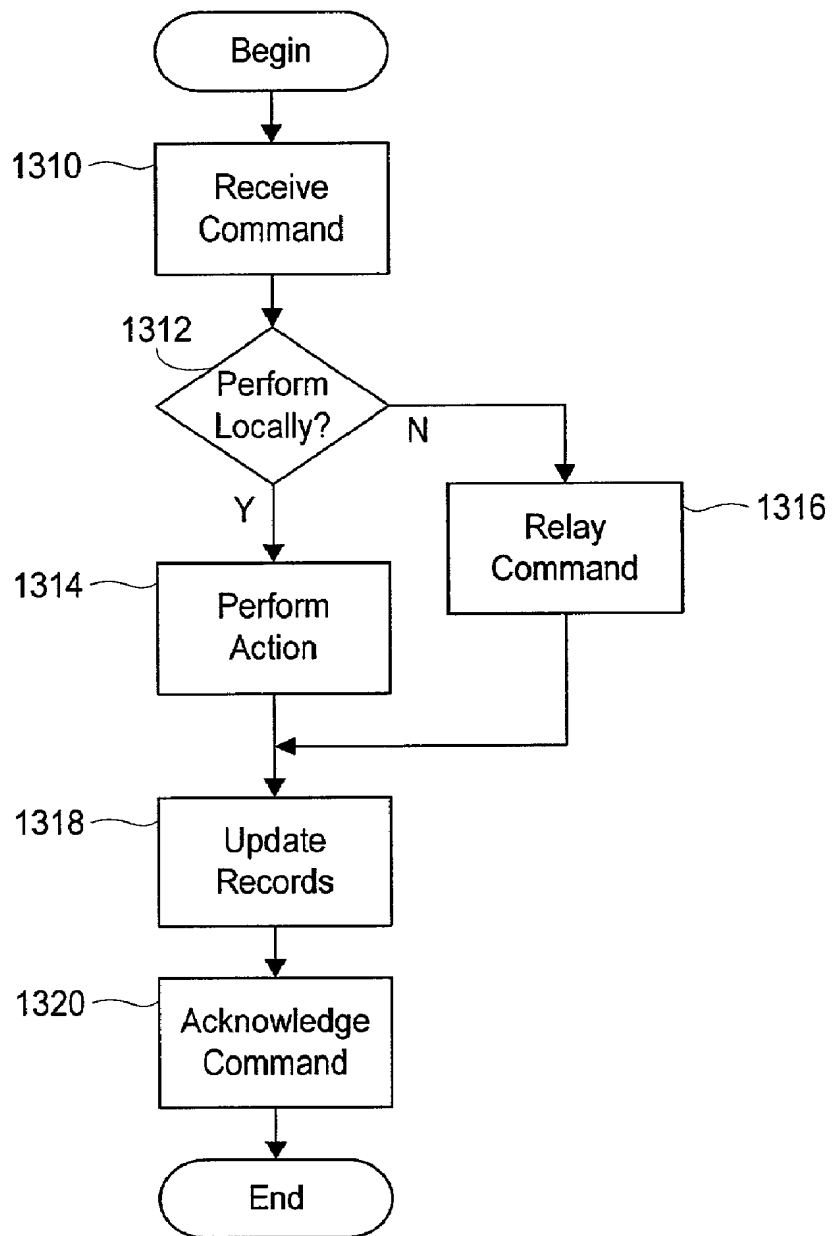 Begin
1310
Receive
Command
1312
Perform
Locally?
N
Y
1316
Relay
Command
1314
Perform
Action
1318
Update
Records
1320
Acknowledge
Command
End